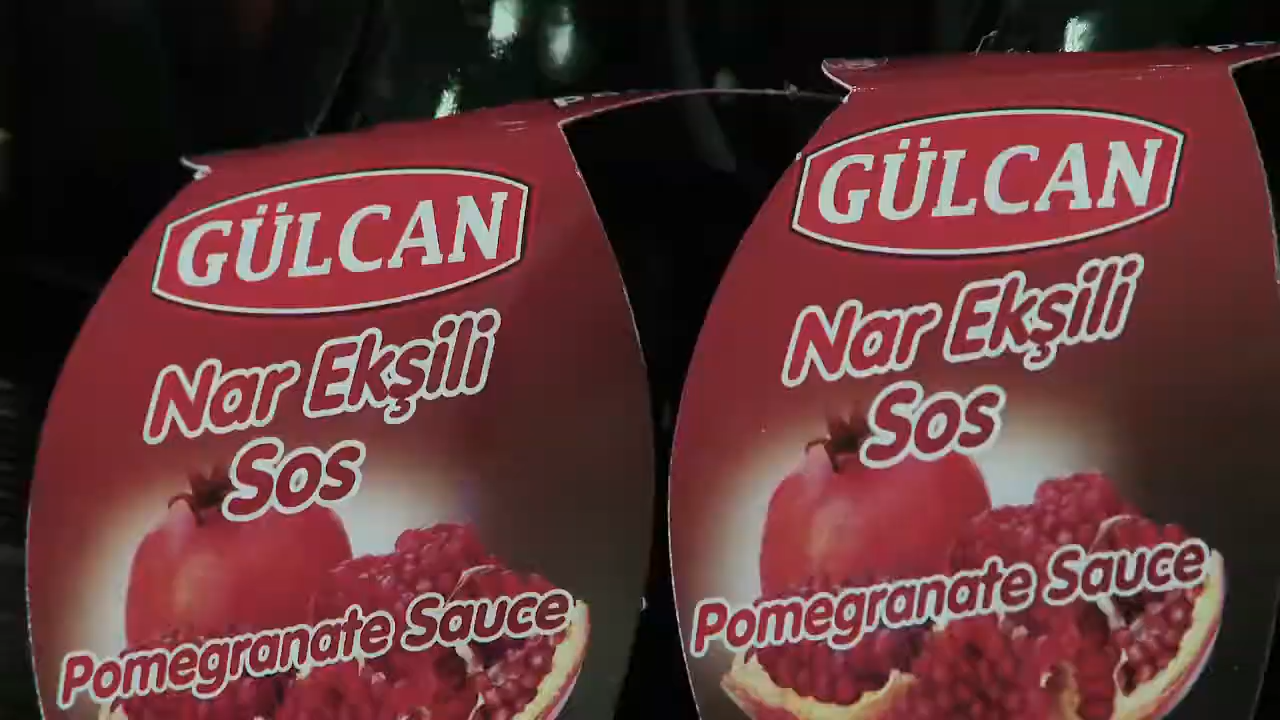 GÜLCAN
Nar Ekşili
Sos
Pomegranate Sauce
GÜLCAN
Nar Ekşili
Sos
Pomegranate Sauce